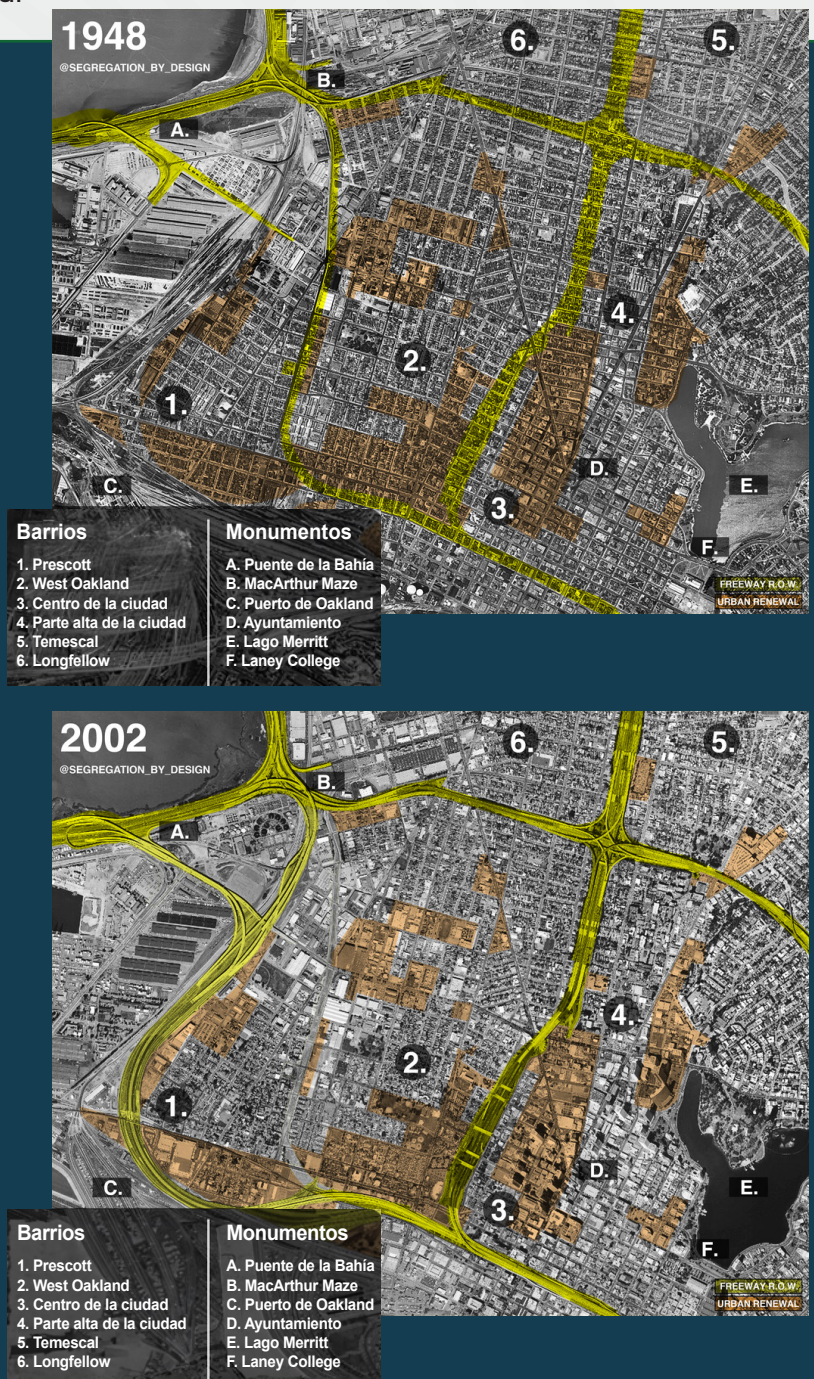 1948
@SEGREGATION_BY_DESIGN
6.
5.
B.
A.
4.
2.
1.
D.
C.
E.
3.
F.
Barrios
1. Prescott
2. West Oakland
3. Centro de la ciudad
4. Parte alta de la ciudad
5. Temescal
6. Longfellow
Monumentos
A. Puente de la Bahía
B. MacArthur Maze
C. Puerto de Oakland
D. Ayuntamiento
E. Lago Merritt
F. Laney College
FREEWAY R.O.W.
URBAN RENEWAL
2002
@SEGREGATION_BY_DESIGN
6.
5.
B.
A.
4.
2.
1.
D.
C.
E.
3.
F.
Barrios
1. Prescott
2. West Oakland
3. Centro de la ciudad
4. Parte alta de la ciudad
5. Temescal
6. Longfellow
Monumentos
A. Puente de la Bahía
B. MacArthur Maze
C. Puerto de Oakland
D. Ayuntamiento
E. Lago Merritt
F. Laney College
FREEWAY R.O.W.
URBAN RENEWAL